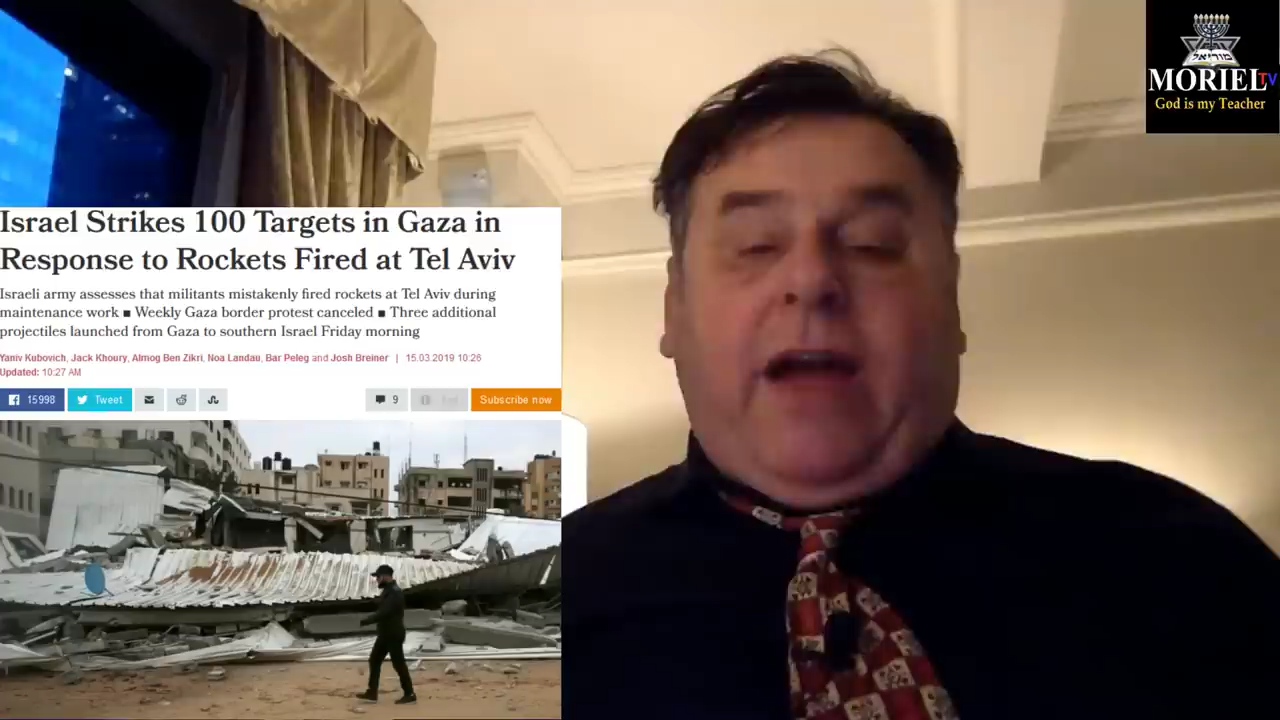 Israel Strikes 100 Targets in Gaza in
Response to Rockets Fired at Tel Aviv
Israeli army assesses that militants mistakenly fired rockets at Tel Aviv during
maintenance work ■ Weekly Gaza border protest canceled ■ Three additional
projectiles launched from Gaza to southern Israel Friday morning
Yaniv Kubovich, Jack Khoury, Almog Ben Zikri, Noa Landau, Bar Peleg and Josh Breiner | 15.03.2019 10:26
Updated: 10:27 AM
15998 Tweet 9 Subscribe now
מוריאל
MORIEL TV
God is my Teacher